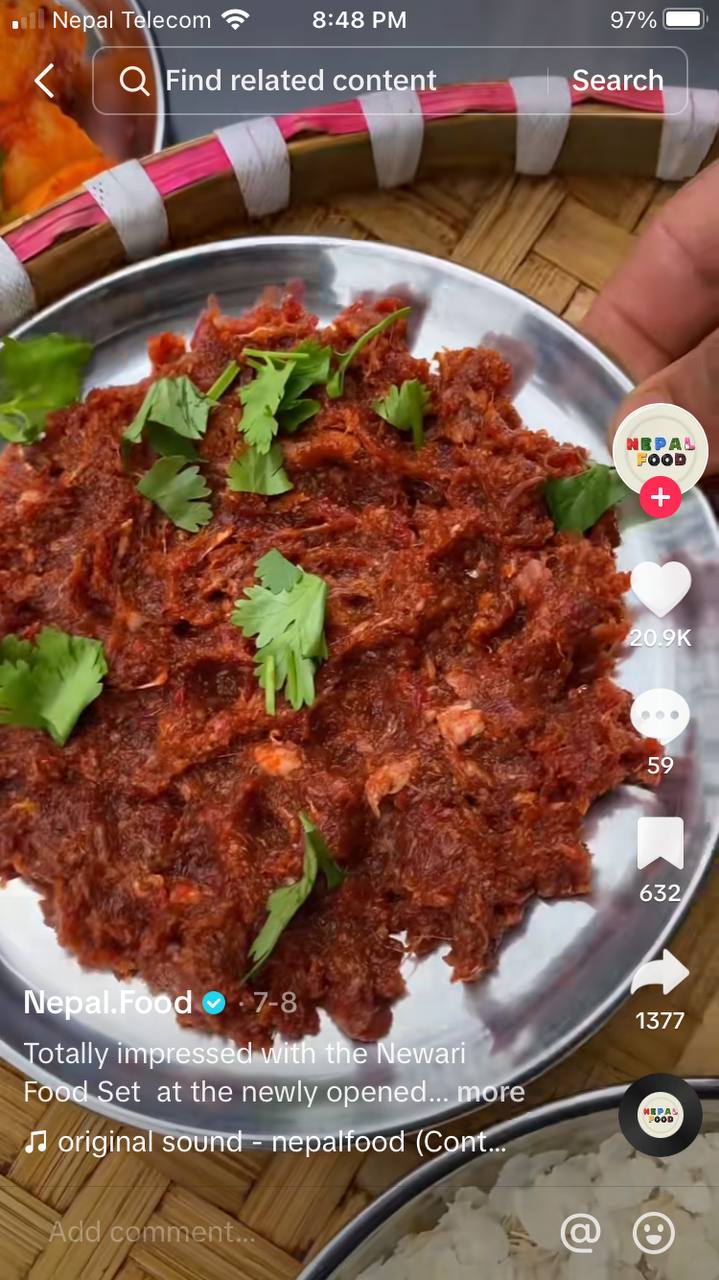 Nepal Telecom 8:48 PM 97%
Find related content Search
NEPAL
FOOD
20.9K
59
632
1377
Nepal.Food · 7-8
Totally impressed with the Newari
Food Set at the newly opened... more
NEPAL
FOOD
original sound - nepalfood (Cont...
Add comment...